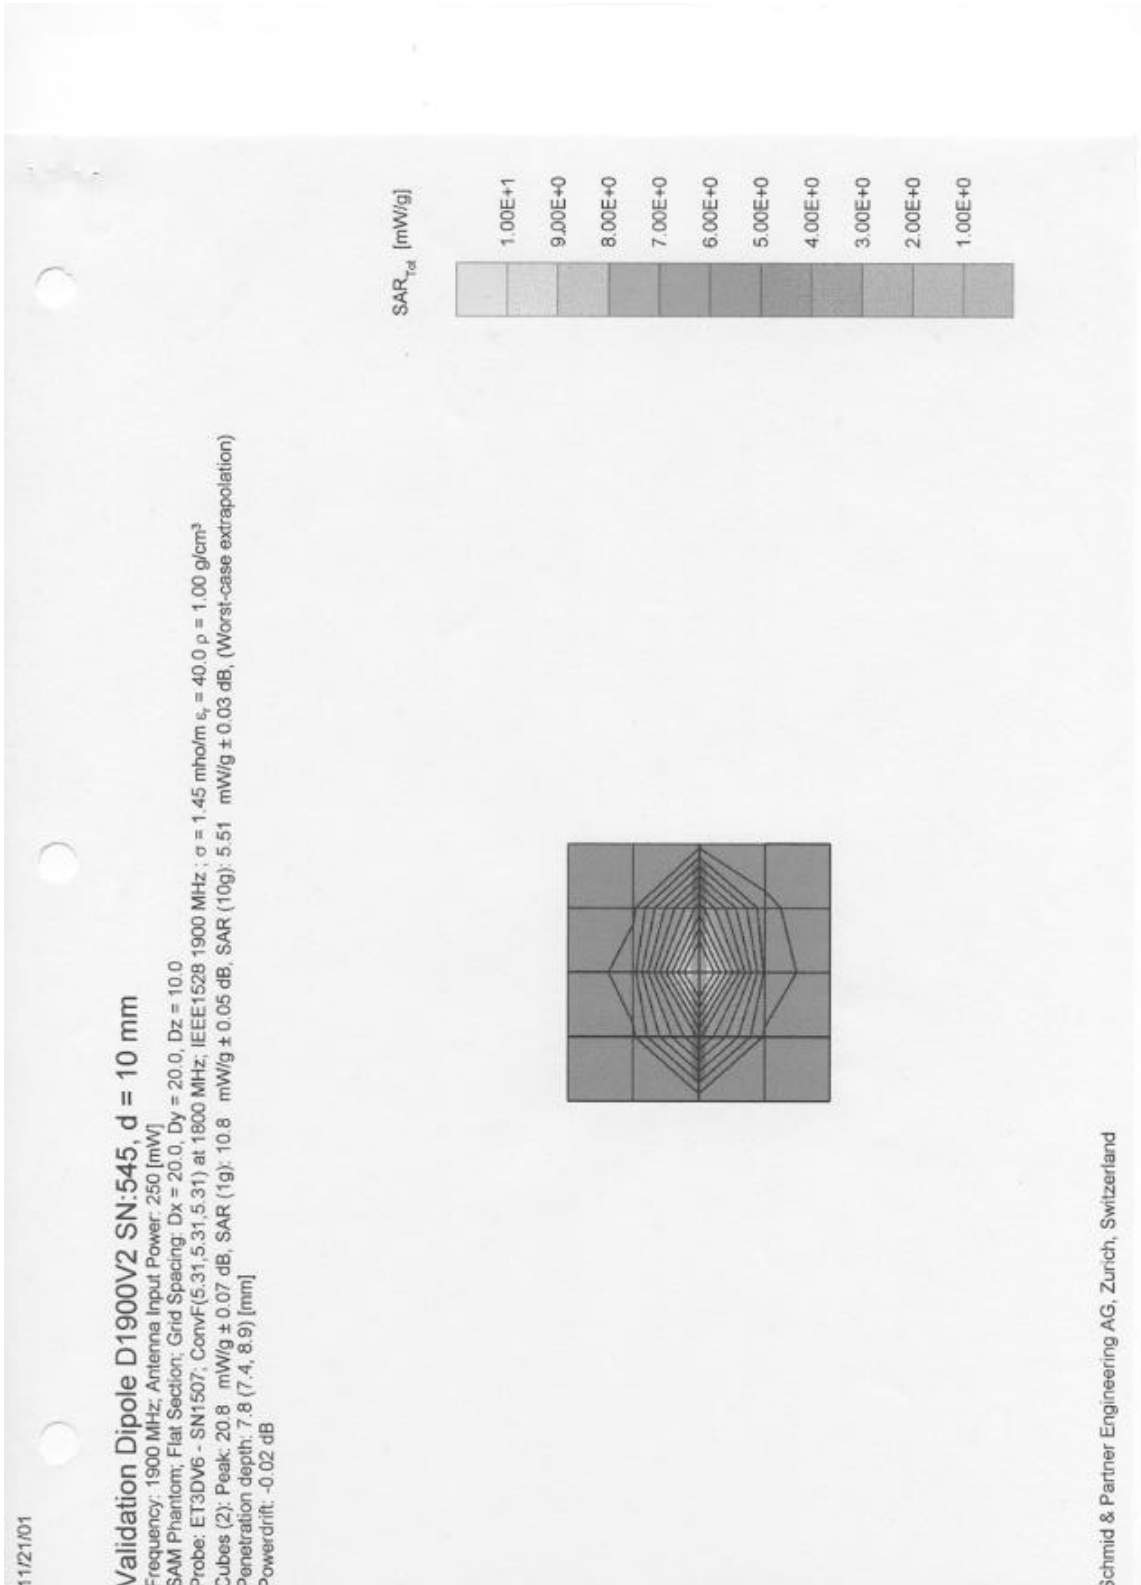 11/21/01
Validation Dipole D1900V2 SN:545, d = 10 mm
Frequency: 1900 MHz; Antenna Input Power: 250 [mW]
SAM Phantom; Flat Section; Grid Spacing: Dx = 20.0, Dy = 20.0, Dz = 10.0
Probe: ET3DV6 - SN1507; ConvF(5.31,5.31,5.31) at 1800 MHz; IEEE1528 1900 MHz ; σ = 1.45 mho/m εr = 40.0 ρ = 1.00 g/cm³
Cubes (2): Peak: 20.8 mW/g ± 0.07 dB, SAR (1g): 10.8 mW/g ± 0.05 dB, SAR (10g): 5.51 mW/g ± 0.03 dB, (Worst-case extrapolation)
Penetration depth: 7.8 (7.4, 8.9) [mm]
Powerdrift: -0.02 dB
SAR_Tot [mW/g]
1.00E+1
9.00E+0
8.00E+0
7.00E+0
6.00E+0
5.00E+0
4.00E+0
3.00E+0
2.00E+0
1.00E+0
Schmid & Partner Engineering AG, Zurich, Switzerland